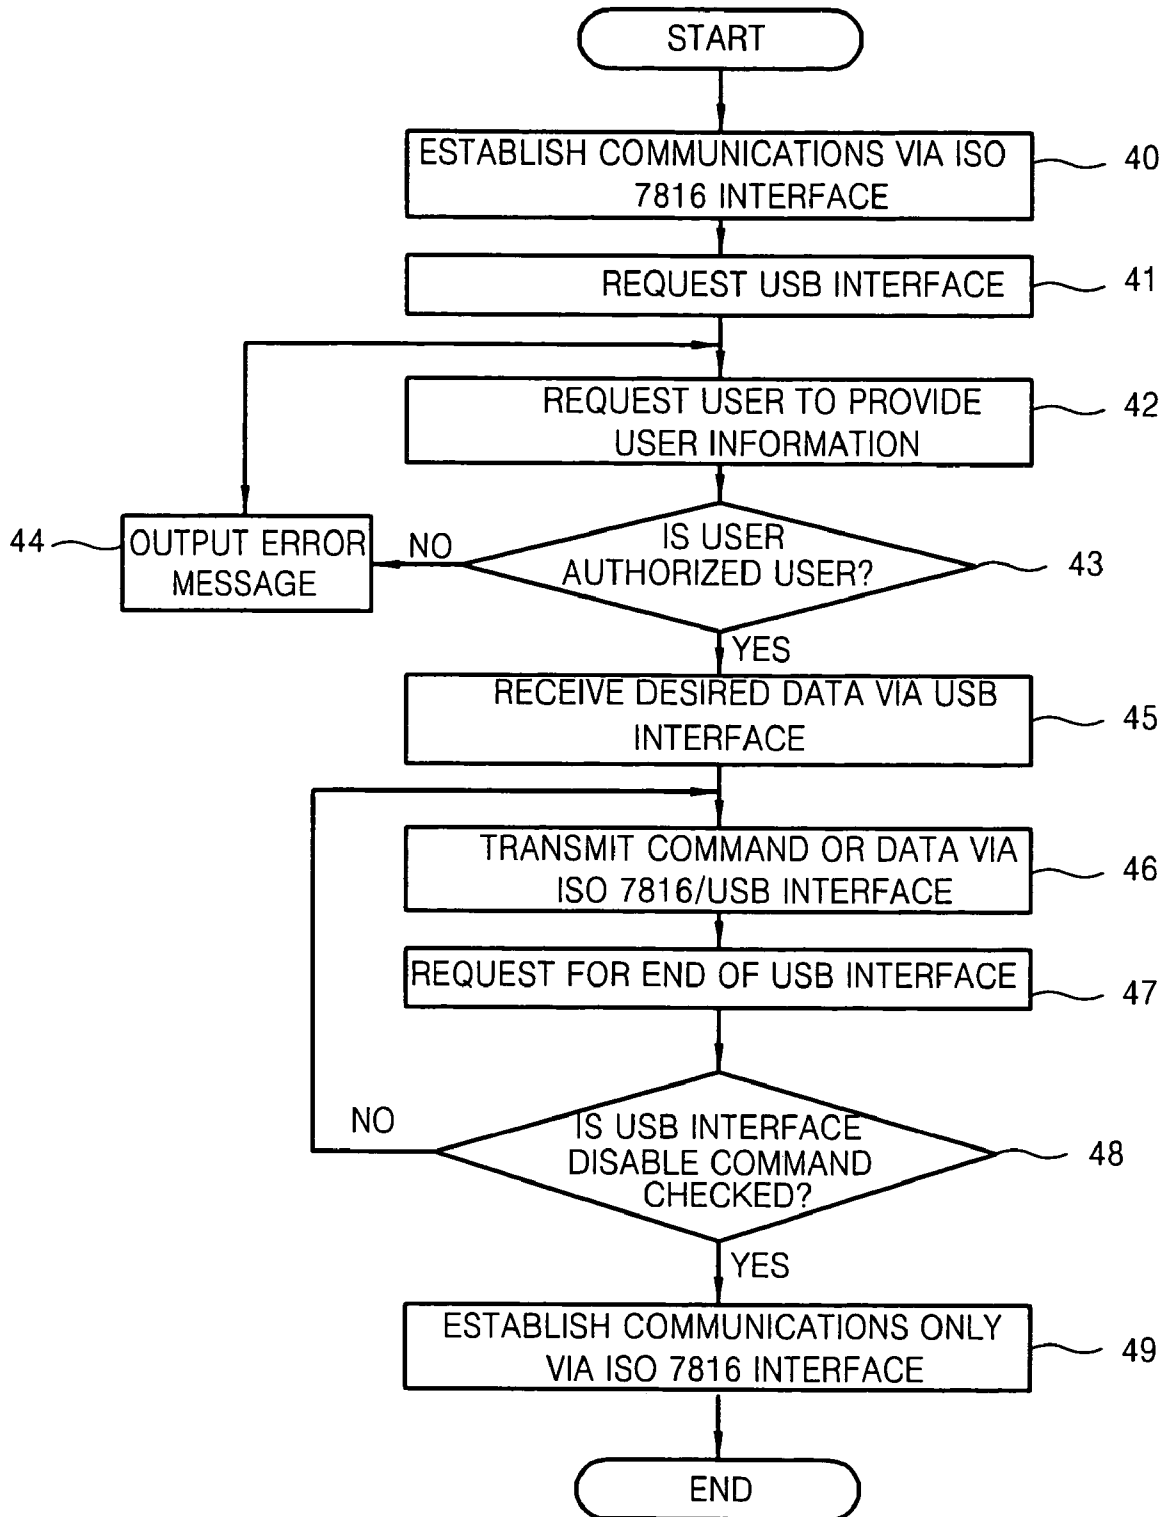 START
ESTABLISH COMMUNICATIONS VIA ISO
7816 INTERFACE
40
REQUEST USB INTERFACE
41
REQUEST USER TO PROVIDE
USER INFORMATION
42
IS USER
AUTHORIZED USER?
43
NO
44
OUTPUT ERROR
MESSAGE
YES
RECEIVE DESIRED DATA VIA USB
INTERFACE
45
TRANSMIT COMMAND OR DATA VIA
ISO 7816/USB INTERFACE
46
REQUEST FOR END OF USB INTERFACE
47
IS USB INTERFACE
DISABLE COMMAND
CHECKED?
48
NO
YES
ESTABLISH COMMUNICATIONS ONLY
VIA ISO 7816 INTERFACE
49
END